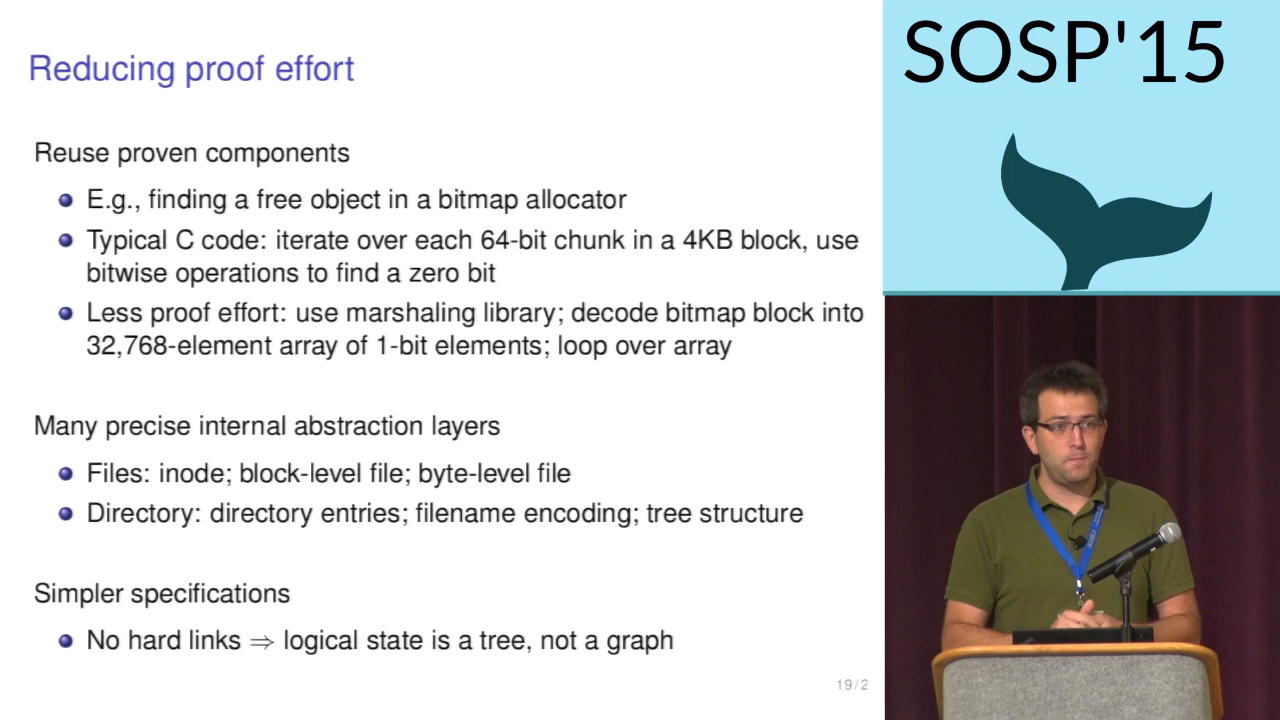 Reducing proof effort
Reuse proven components
E.g., finding a free object in a bitmap allocator
Typical C code: iterate over each 64-bit chunk in a 4KB block, use
bitwise operations to find a zero bit
Less proof effort: use marshaling library; decode bitmap block into
32,768-element array of 1-bit elements; loop over array
Many precise internal abstraction layers
Files: inode; block-level file; byte-level file
Directory: directory entries; filename encoding; tree structure
Simpler specifications
No hard links ⇒ logical state is a tree, not a graph
19/2
SOSP'15